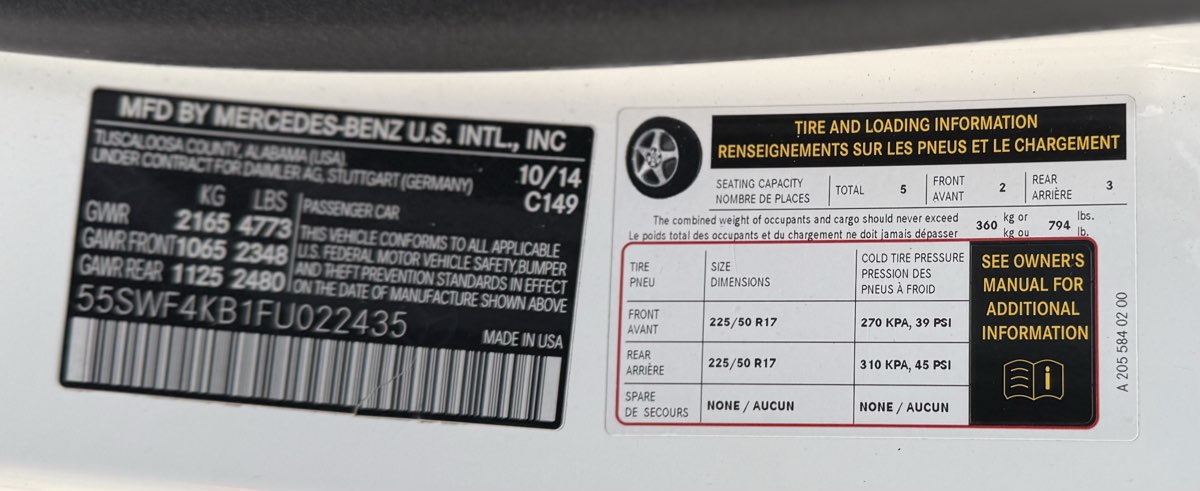 MFD BY MERCEDES-BENZ U.S. INTL., INC
TUSCALOOSA COUNTY, ALABAMA (USA)
UNDER CONTRACT FOR DAIMLER AG, STUTTGART (GERMANY)
10/14
C149
KG LBS
GVWR 2165 4773
GAWR FRONT 1065 2348
GAWR REAR 1125 2480
PASSENGER CAR
THIS VEHICLE CONFORMS TO ALL APPLICABLE
U.S. FEDERAL MOTOR VEHICLE SAFETY,BUMPER
AND THEFT PREVENTION STANDARDS IN EFFECT
ON THE DATE OF MANUFACTURE SHOWN ABOVE
55SWF4KB1FU022435
MADE IN USA
TIRE AND LOADING INFORMATION
RENSEIGNEMENTS SUR LES PNEUS ET LE CHARGEMENT
SEATING CAPACITY
NOMBRE DE PLACES
TOTAL 5
FRONT
AVANT
2
REAR
ARRIÈRE
3
The combined weight of occupants and cargo should never exceed
Le poids total des occupants et du chargement ne doit jamais dépasser
360 kg or
kg ou
794 lbs.
lb.
TIRE
PNEU
SIZE
DIMENSIONS
COLD TIRE PRESSURE
PRESSION DES
PNEUS À FROID
FRONT
AVANT
225/50 R17
270 KPA, 39 PSI
REAR
ARRIÈRE
225/50 R17
310 KPA, 45 PSI
SPARE
DE SECOURS
NONE / AUCUN
NONE / AUCUN
SEE OWNER'S
MANUAL FOR
ADDITIONAL
INFORMATION
A 205 584 02 00